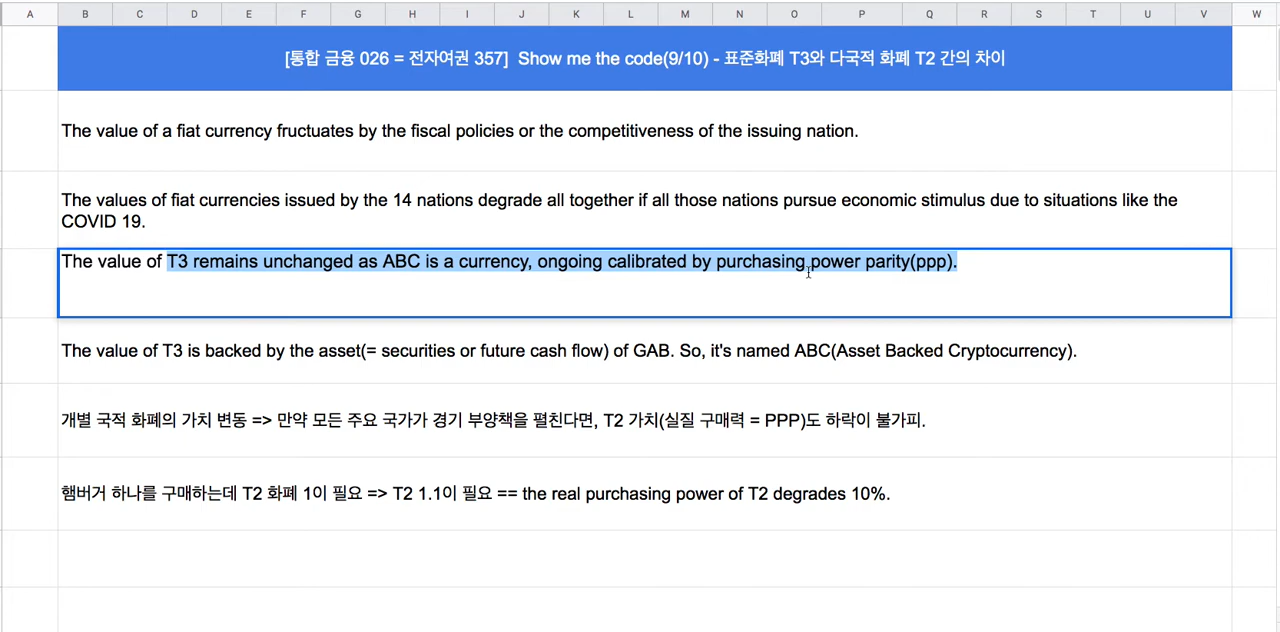 A B C D E F G H I J K L M N O P Q R S T U V W
[통합 금융 026 = 전자여권 357]  Show me the code(9/10) - 표준화폐 T3와 다국적 화폐 T2 간의 차이
The value of a fiat currency fructuates by the fiscal policies or the competitiveness of the issuing nation.
The values of fiat currencies issued by the 14 nations degrade all together if all those nations pursue economic stimulus due to situations like the
COVID 19.
The value of T3 remains unchanged as ABC is a currency, ongoing calibrated by purchasing power parity(ppp).
The value of T3 is backed by the asset(= securities or future cash flow) of GAB. So, it's named ABC(Asset Backed Cryptocurrency).
개별 국적 화폐의 가치 변동 => 만약 모든 주요 국가가 경기 부양책을 펼친다면, T2 가치(실질 구매력 = PPP)도 하락이 불가피.
햄버거 하나를 구매하는데 T2 화폐 1이 필요 => T2 1.1이 필요 == the real purchasing power of T2 degrades 10%.